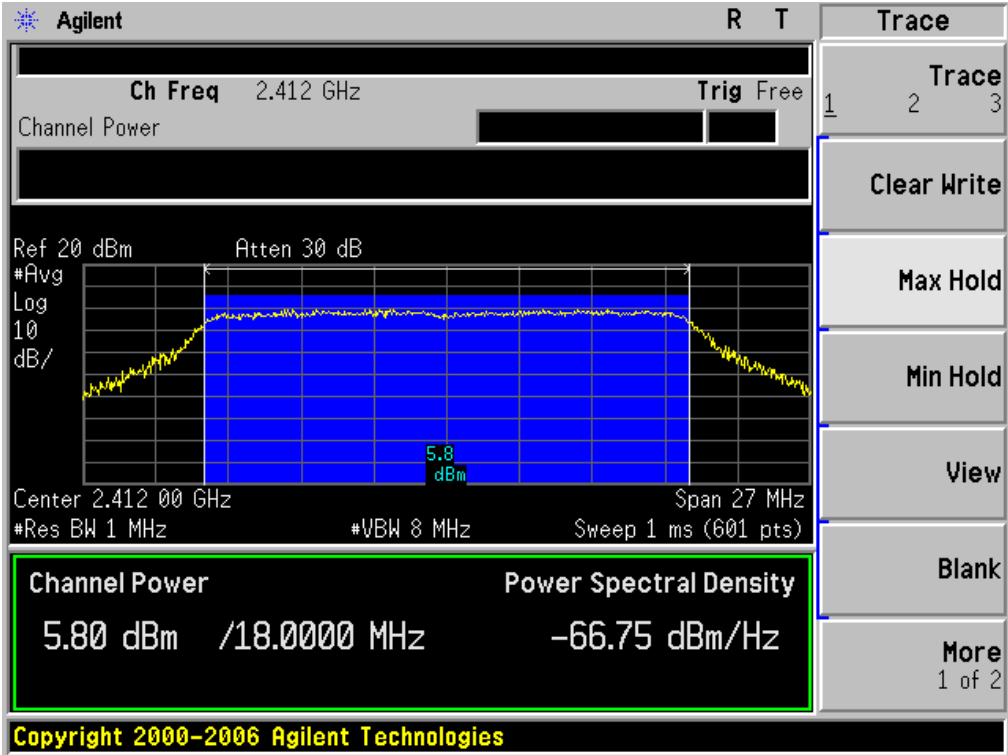 Agilent R T
Ch Freq 2.412 GHz Trig Free
Channel Power
Ref 20 dBm Atten 30 dB
#Avg
Log
10
dB/
5.8
dBm
Center 2.412 00 GHz Span 27 MHz
#Res BW 1 MHz #VBW 8 MHz Sweep 1 ms (601 pts)
Channel Power Power Spectral Density
5.80 dBm /18.0000 MHz -66.75 dBm/Hz
Copyright 2000-2006 Agilent Technologies
Trace
Trace
1 2 3
Clear Write
Max Hold
Min Hold
View
Blank
More
1 of 2